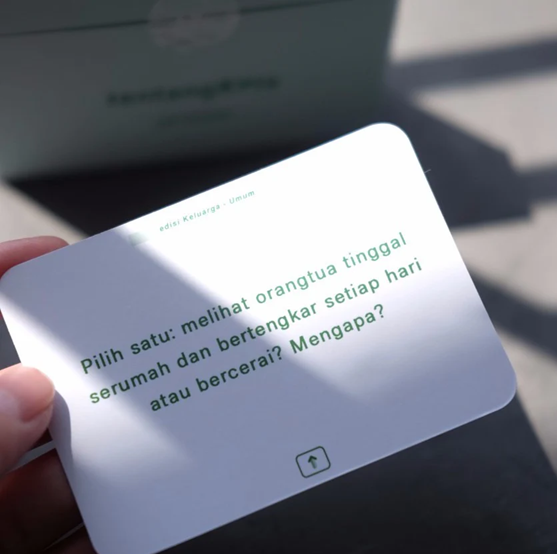 edisi Keluarga - Umum
Pilih satu: melihat orangtua tinggal
serumah dan bertengkar setiap hari
atau bercerai? Mengapa?